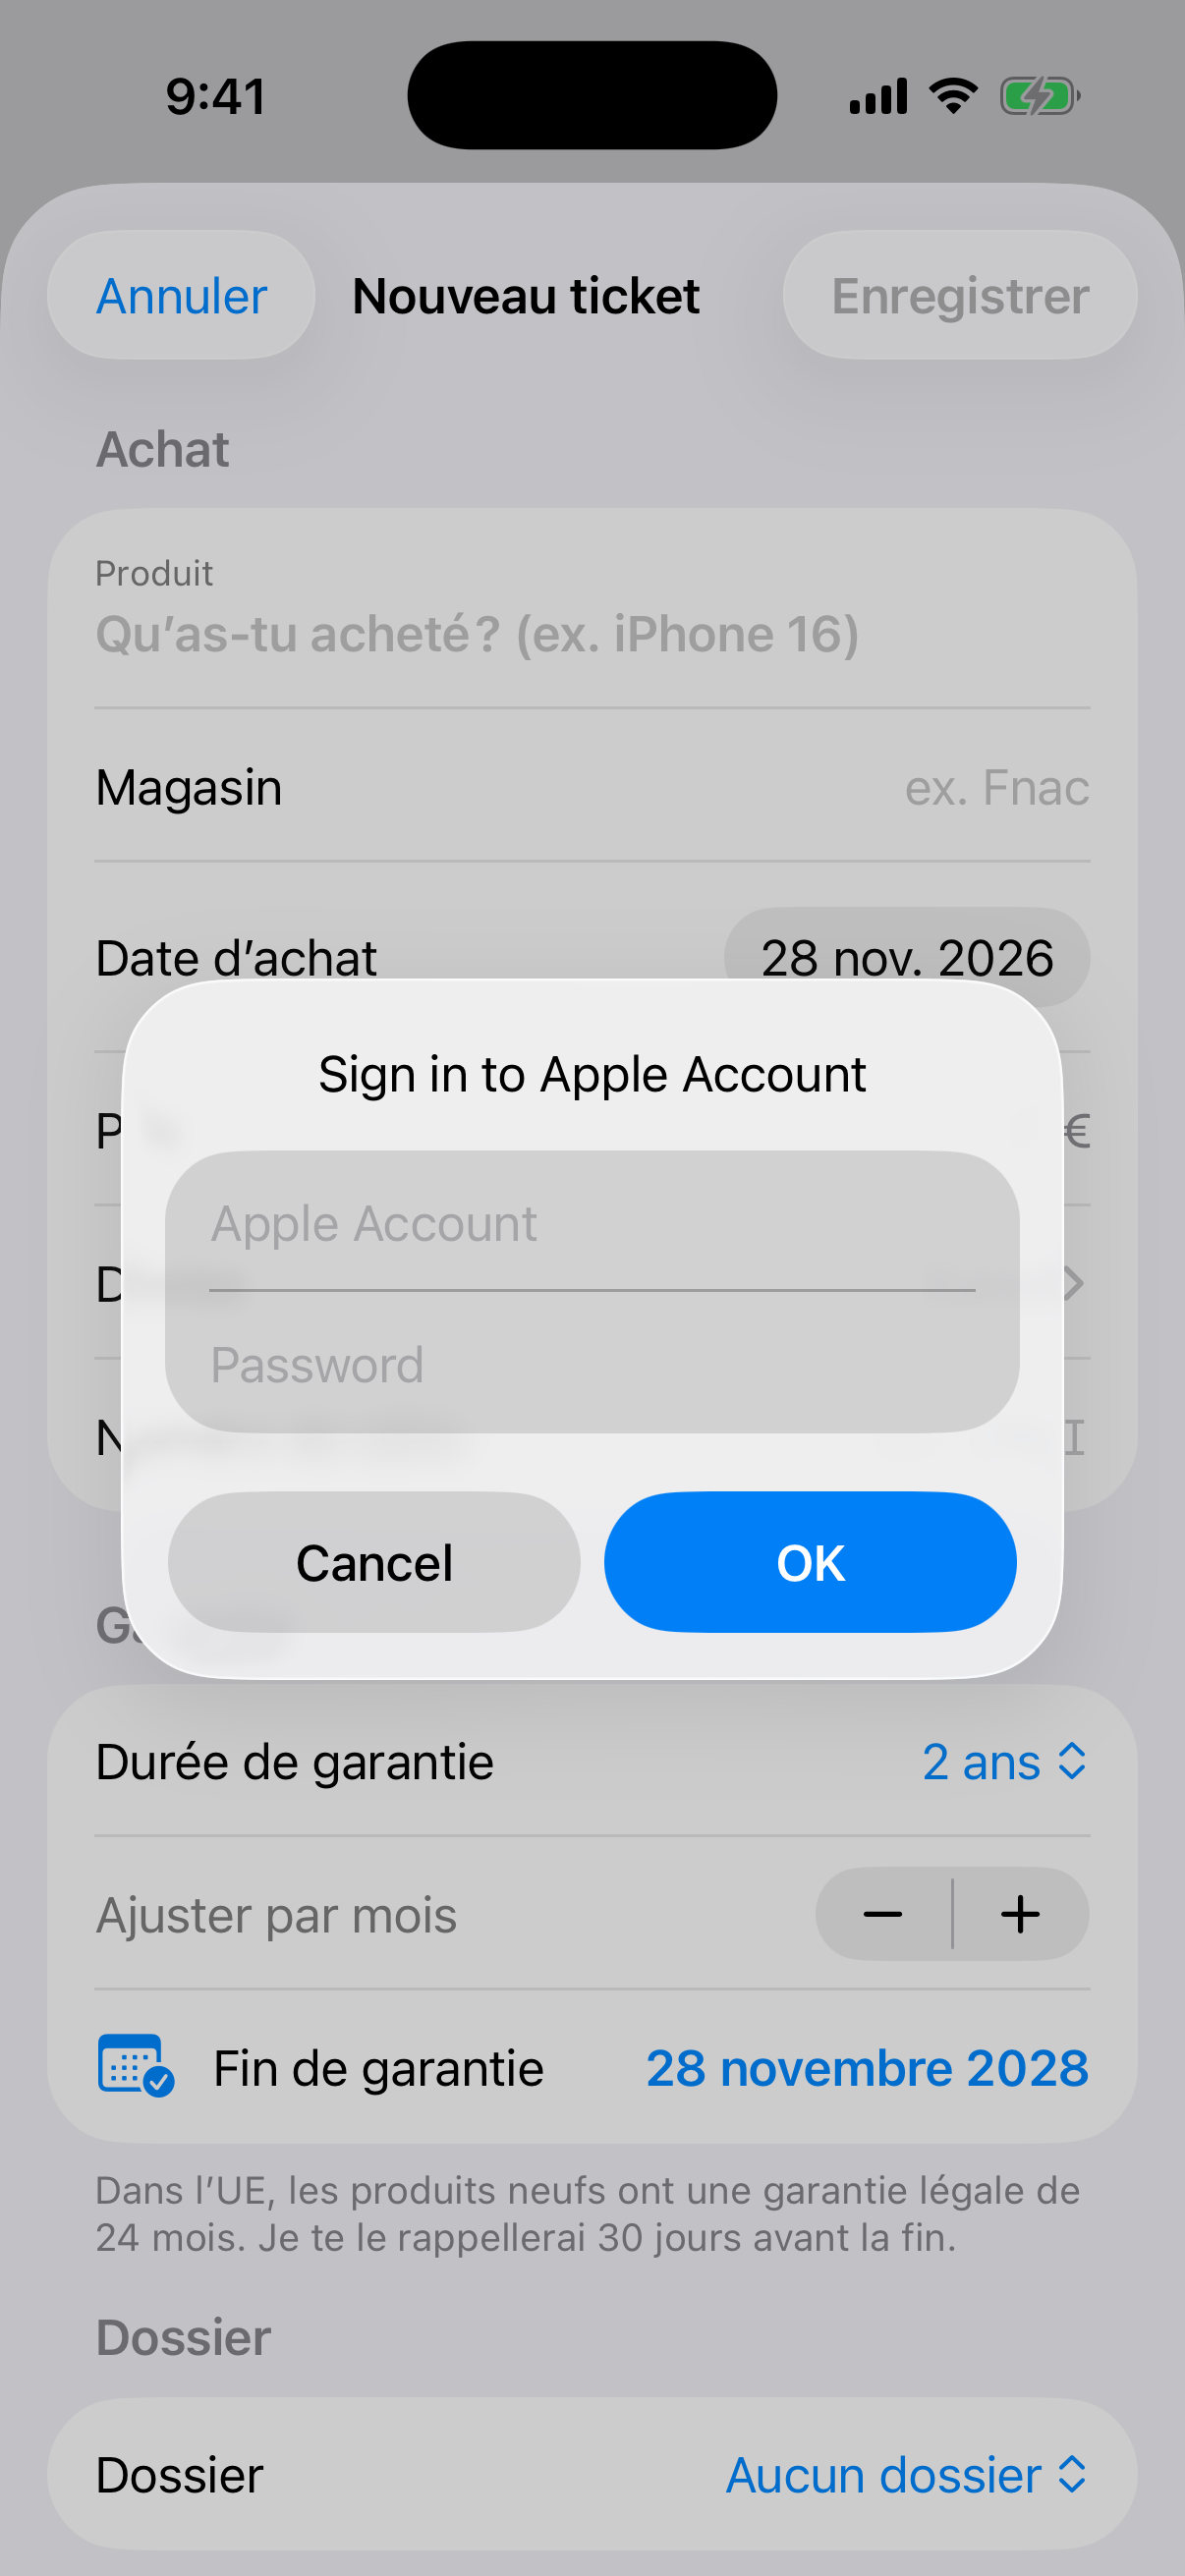 9:41
Annuler
Nouveau ticket
Enregistrer
Achat
Produit
Qu’as-tu acheté ? (ex. iPhone 16)
Magasin
ex. Fnac
Date d’achat
28 nov. 2026
Sign in to Apple Account
€
Apple Account
Password
Cancel
OK
Durée de garantie
2 ans
Ajuster par mois
Fin de garantie
28 novembre 2028
Dans l’UE, les produits neufs ont une garantie légale de
24 mois. Je te le rappellerai 30 jours avant la fin.
Dossier
Dossier
Aucun dossier